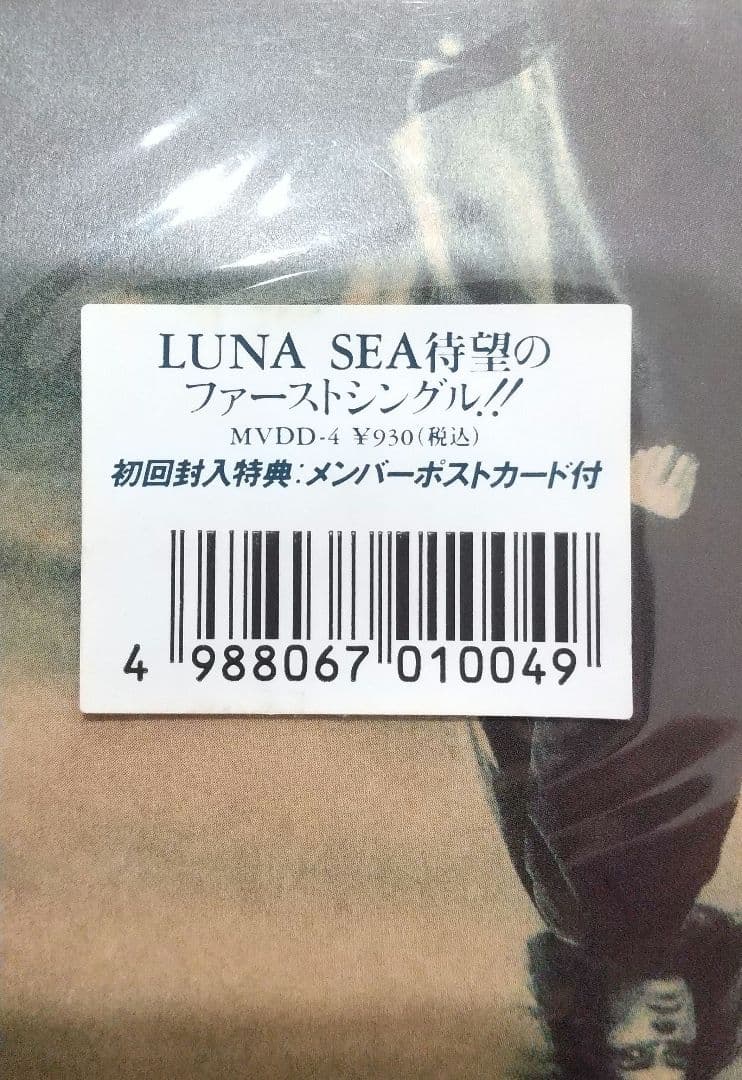 LUNA SEA待望の
ファーストシングル!!
MVDD-4 ¥930(税込)
初回封入特典:メンバーポストカード付
4 988067 010049